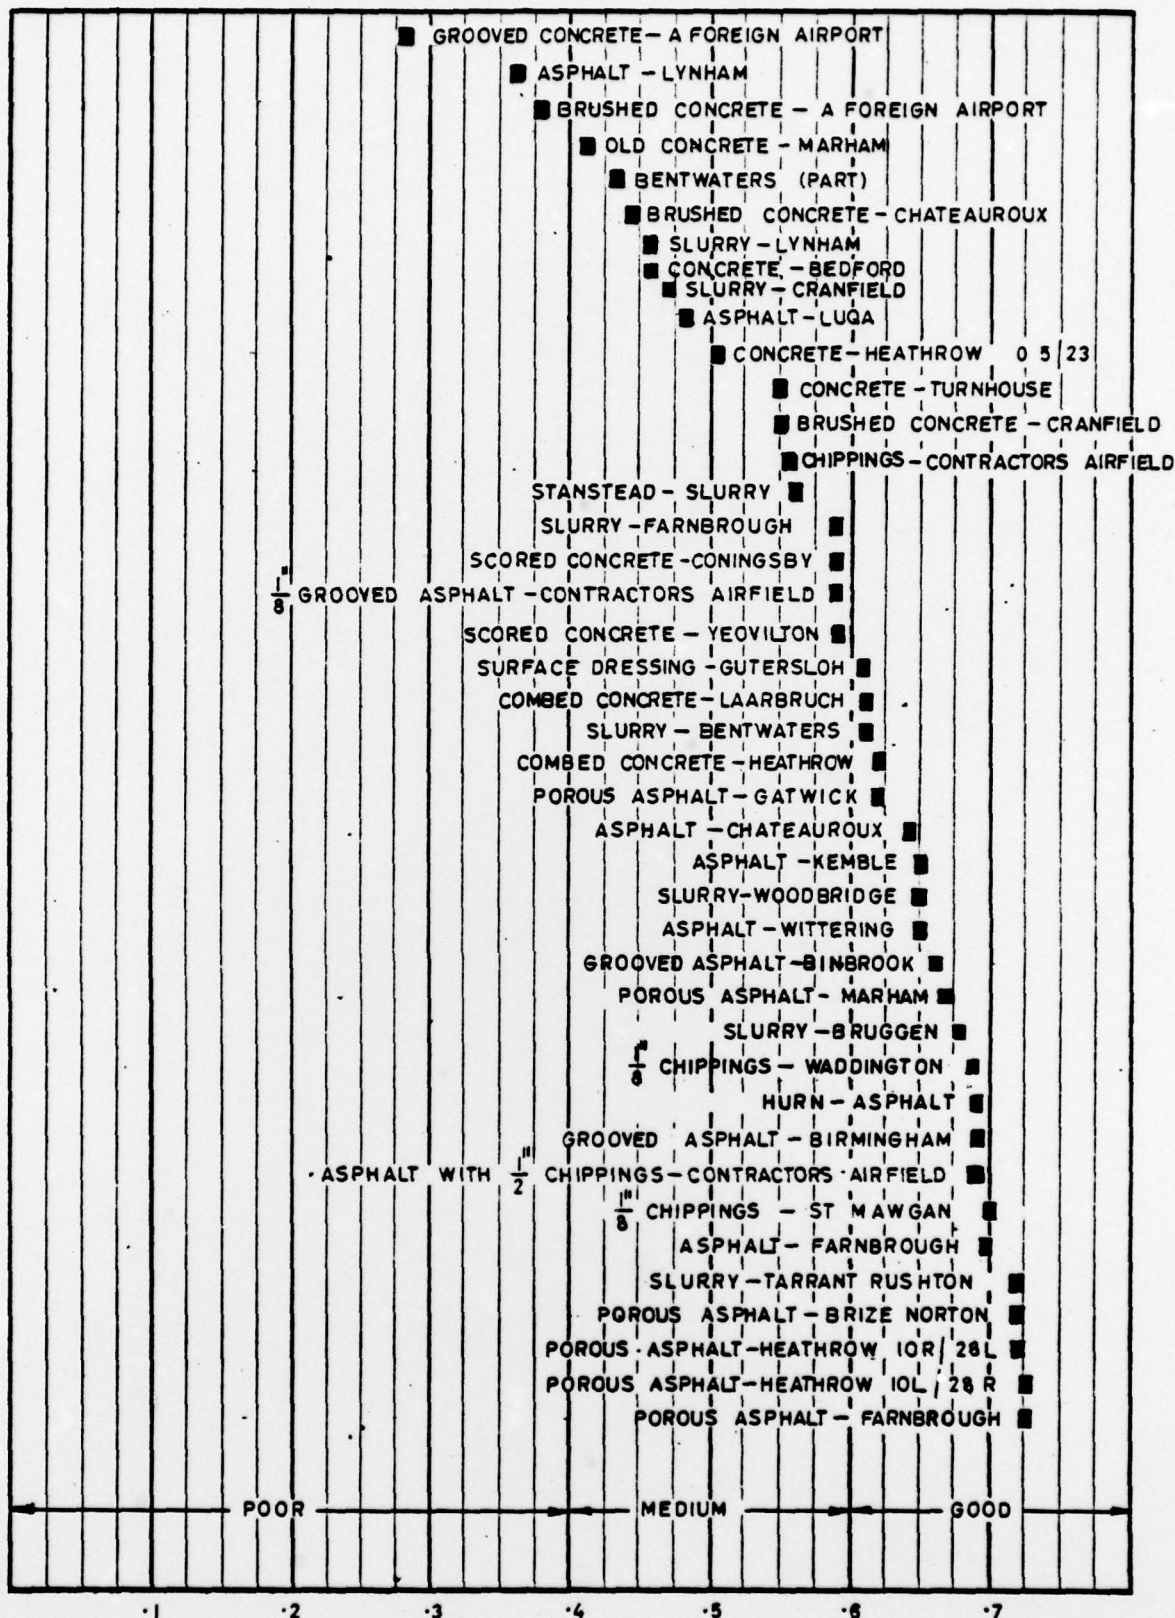 GROOVED CONCRETE - A FOREIGN AIRPORT
ASPHALT - LYNHAM
BRUSHED CONCRETE - A FOREIGN AIRPORT
OLD CONCRETE - MARHAM
BENTWATERS (PART)
BRUSHED CONCRETE - CHATEAUROUX
SLURRY - LYNHAM
CONCRETE - BEDFORD
SLURRY - CRANFIELD
ASPHALT - LUQA
CONCRETE - HEATHROW 0 5/23
CONCRETE - TURNHOUSE
BRUSHED CONCRETE - CRANFIELD
CHIPPINGS - CONTRACTORS AIRFIELD
STANSTEAD - SLURRY
SLURRY - FARNBROUGH
SCORED CONCRETE - CONINGSBY
1/8" GROOVED ASPHALT - CONTRACTORS AIRFIELD
SCORED CONCRETE - YEOVILTON
SURFACE DRESSING - GUTERSLOH
COMBED CONCRETE - LAARBRUCH
SLURRY - BENTWATERS
COMBED CONCRETE - HEATHROW
POROUS ASPHALT - GATWICK
ASPHALT - CHATEAUROUX
ASPHALT - KEMBLE
SLURRY - WOODBRIDGE
ASPHALT - WITTERING
GROOVED ASPHALT - BINBROOK
POROUS ASPHALT - MARHAM
SLURRY - BRUGGEN
1/8" CHIPPINGS - WADDINGTON
HURN - ASPHALT
GROOVED ASPHALT - BIRMINGHAM
ASPHALT WITH 1/2" CHIPPINGS - CONTRACTORS AIRFIELD
1/8" CHIPPINGS - ST MAWGAN
ASPHALT - FARNBROUGH
SLURRY - TARRANT RUSHTON
POROUS ASPHALT - BRIZE NORTON
POROUS ASPHALT - HEATHROW 10R/28L
POROUS ASPHALT - HEATHROW 10L/28R
POROUS ASPHALT - FARNBROUGH
POOR MEDIUM GOOD
.1 .2 .3 .4 .5 .6 .7